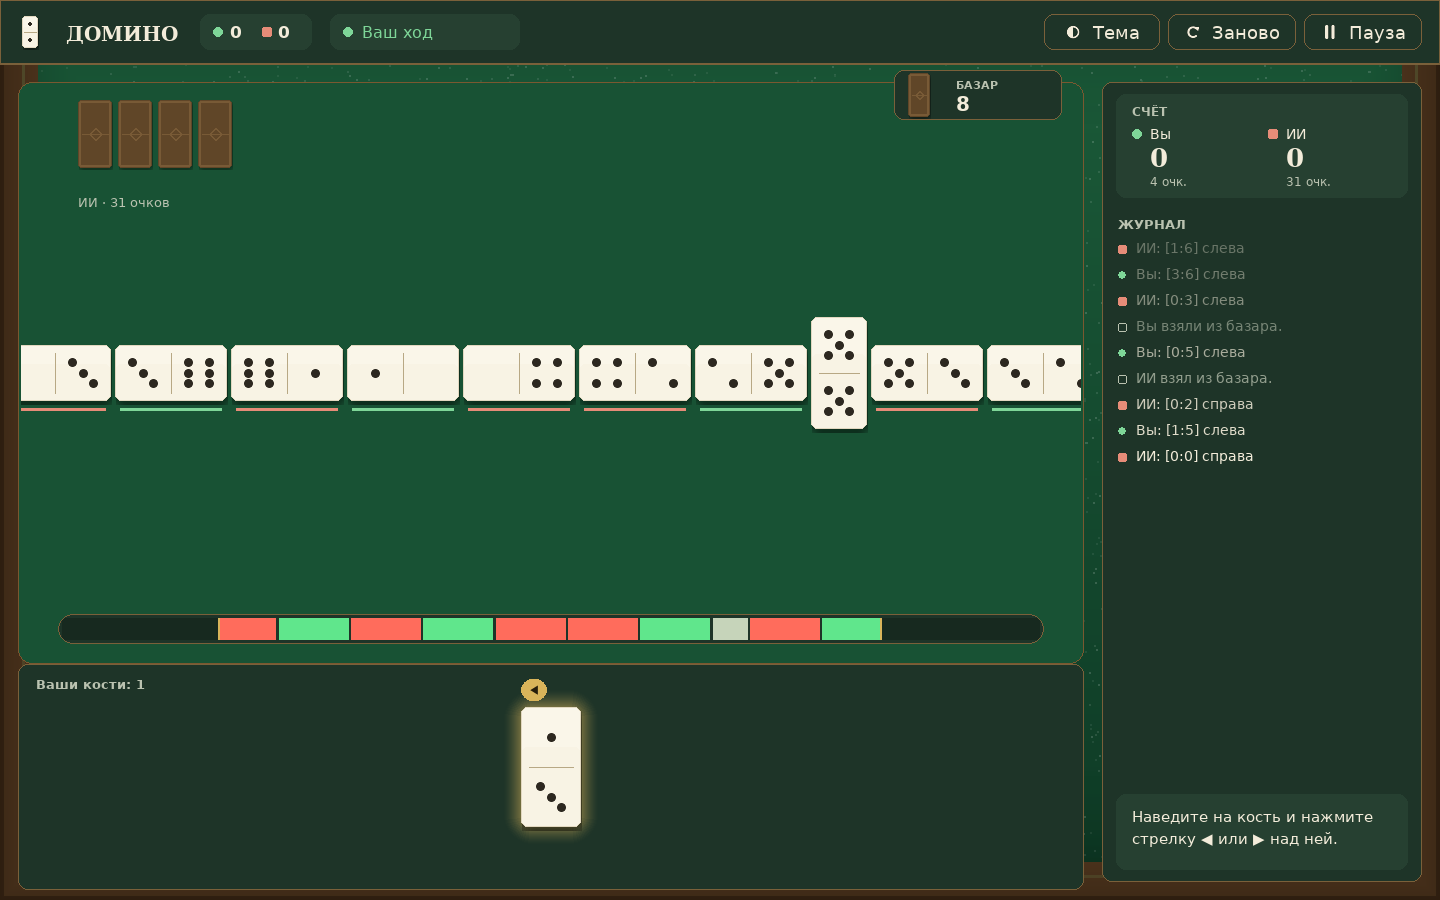 ДОМИНО
0
0
Ваш ход
Тема
Заново
Пауза
БАЗАР
8
ИИ · 31 очков
СЧЁТ
Вы
ИИ
0
0
4 очк.
31 очк.
ЖУРНАЛ
ИИ: [1:6] слева
Вы: [3:6] слева
ИИ: [0:3] слева
Вы взяли из базара.
Вы: [0:5] слева
ИИ взял из базара.
ИИ: [0:2] справа
Вы: [1:5] слева
ИИ: [0:0] справа
Ваши кости: 1
Наведите на кость и нажмите
стрелку ◀ или ▶ над ней.